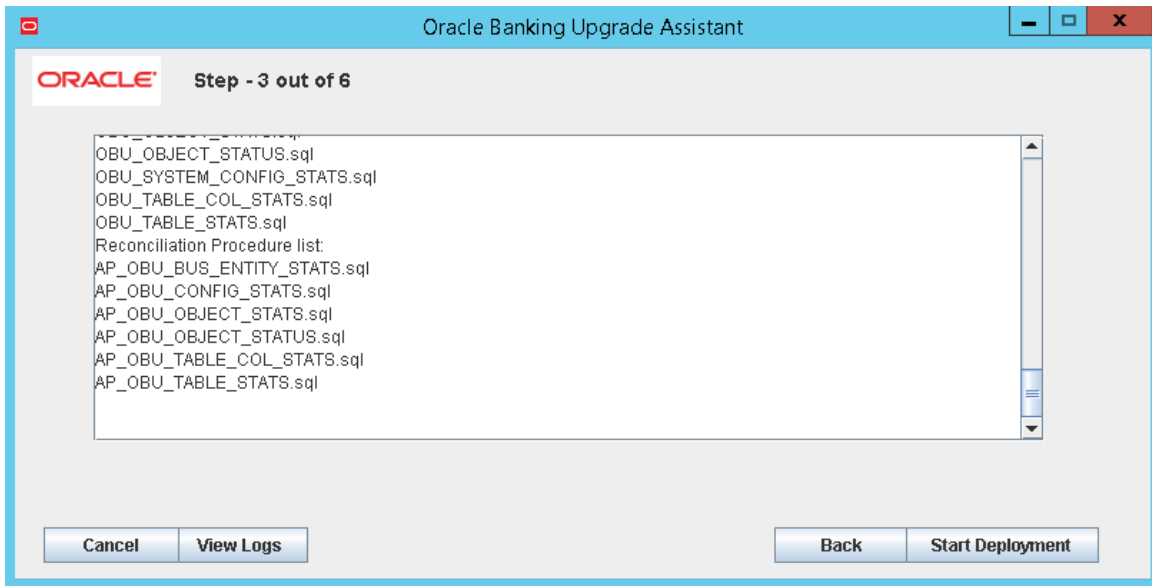 Oracle Banking Upgrade Assistant
ORACLE
Step - 3 out of 6
OBU_OBJECT_STATUS.sql
OBU_SYSTEM_CONFIG_STATS.sql
OBU_TABLE_COL_STATS.sql
OBU_TABLE_STATS.sql
Reconciliation Procedure list:
AP_OBU_BUS_ENTITY_STATS.sql
AP_OBU_CONFIG_STATS.sql
AP_OBU_OBJECT_STATS.sql
AP_OBU_OBJECT_STATUS.sql
AP_OBU_TABLE_COL_STATS.sql
AP_OBU_TABLE_STATS.sql
Cancel View Logs Back Start Deployment